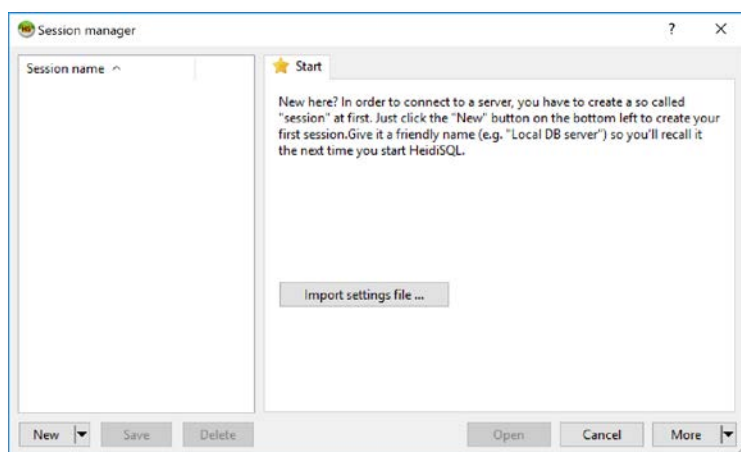 Session manager
Session name
Start
New here? In order to connect to a server, you have to create a so called
"session" at first. Just click the "New" button on the bottom left to create your
first session.Give it a friendly name (e.g. "Local DB server") so you'll recall it
the next time you start HeidiSQL.
Import settings file ...
New
Save
Delete
Open
Cancel
More